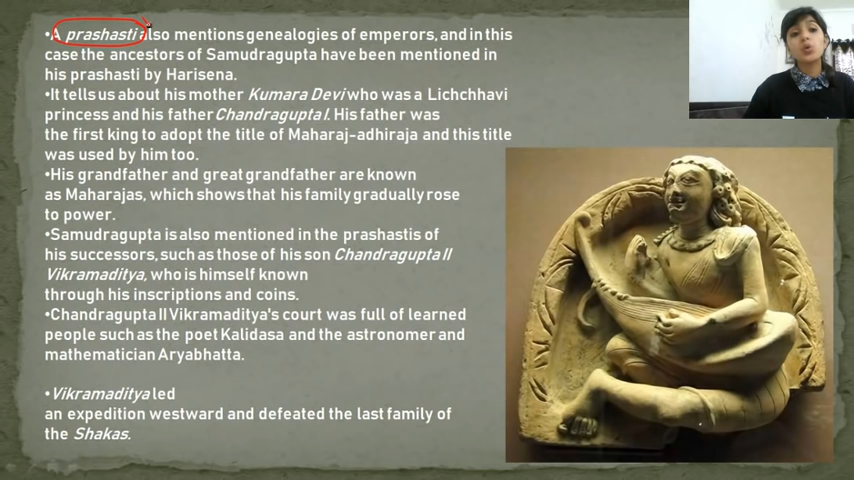 •A prashasti also mentions genealogies of emperors, and in this
case the ancestors of Samudragupta have been mentioned in
his prashasti by Harisena.
•It tells us about his mother Kumara Devi who was a Lichchhavi
princess and his father Chandragupta I. His father was
the first king to adopt the title of Maharaj-adhiraja and this title
was used by him too.
•His grandfather and great grandfather are known
as Maharajas, which shows that his family gradually rose
to power.
•Samudragupta is also mentioned in the prashastis of
his successors, such as those of his son Chandragupta II
Vikramaditya, who is himself known
through his inscriptions and coins.
•Chandragupta II Vikramaditya's court was full of learned
people such as the poet Kalidasa and the astronomer and
mathematician Aryabhatta.
•Vikramaditya led
an expedition westward and defeated the last family of
the Shakas.